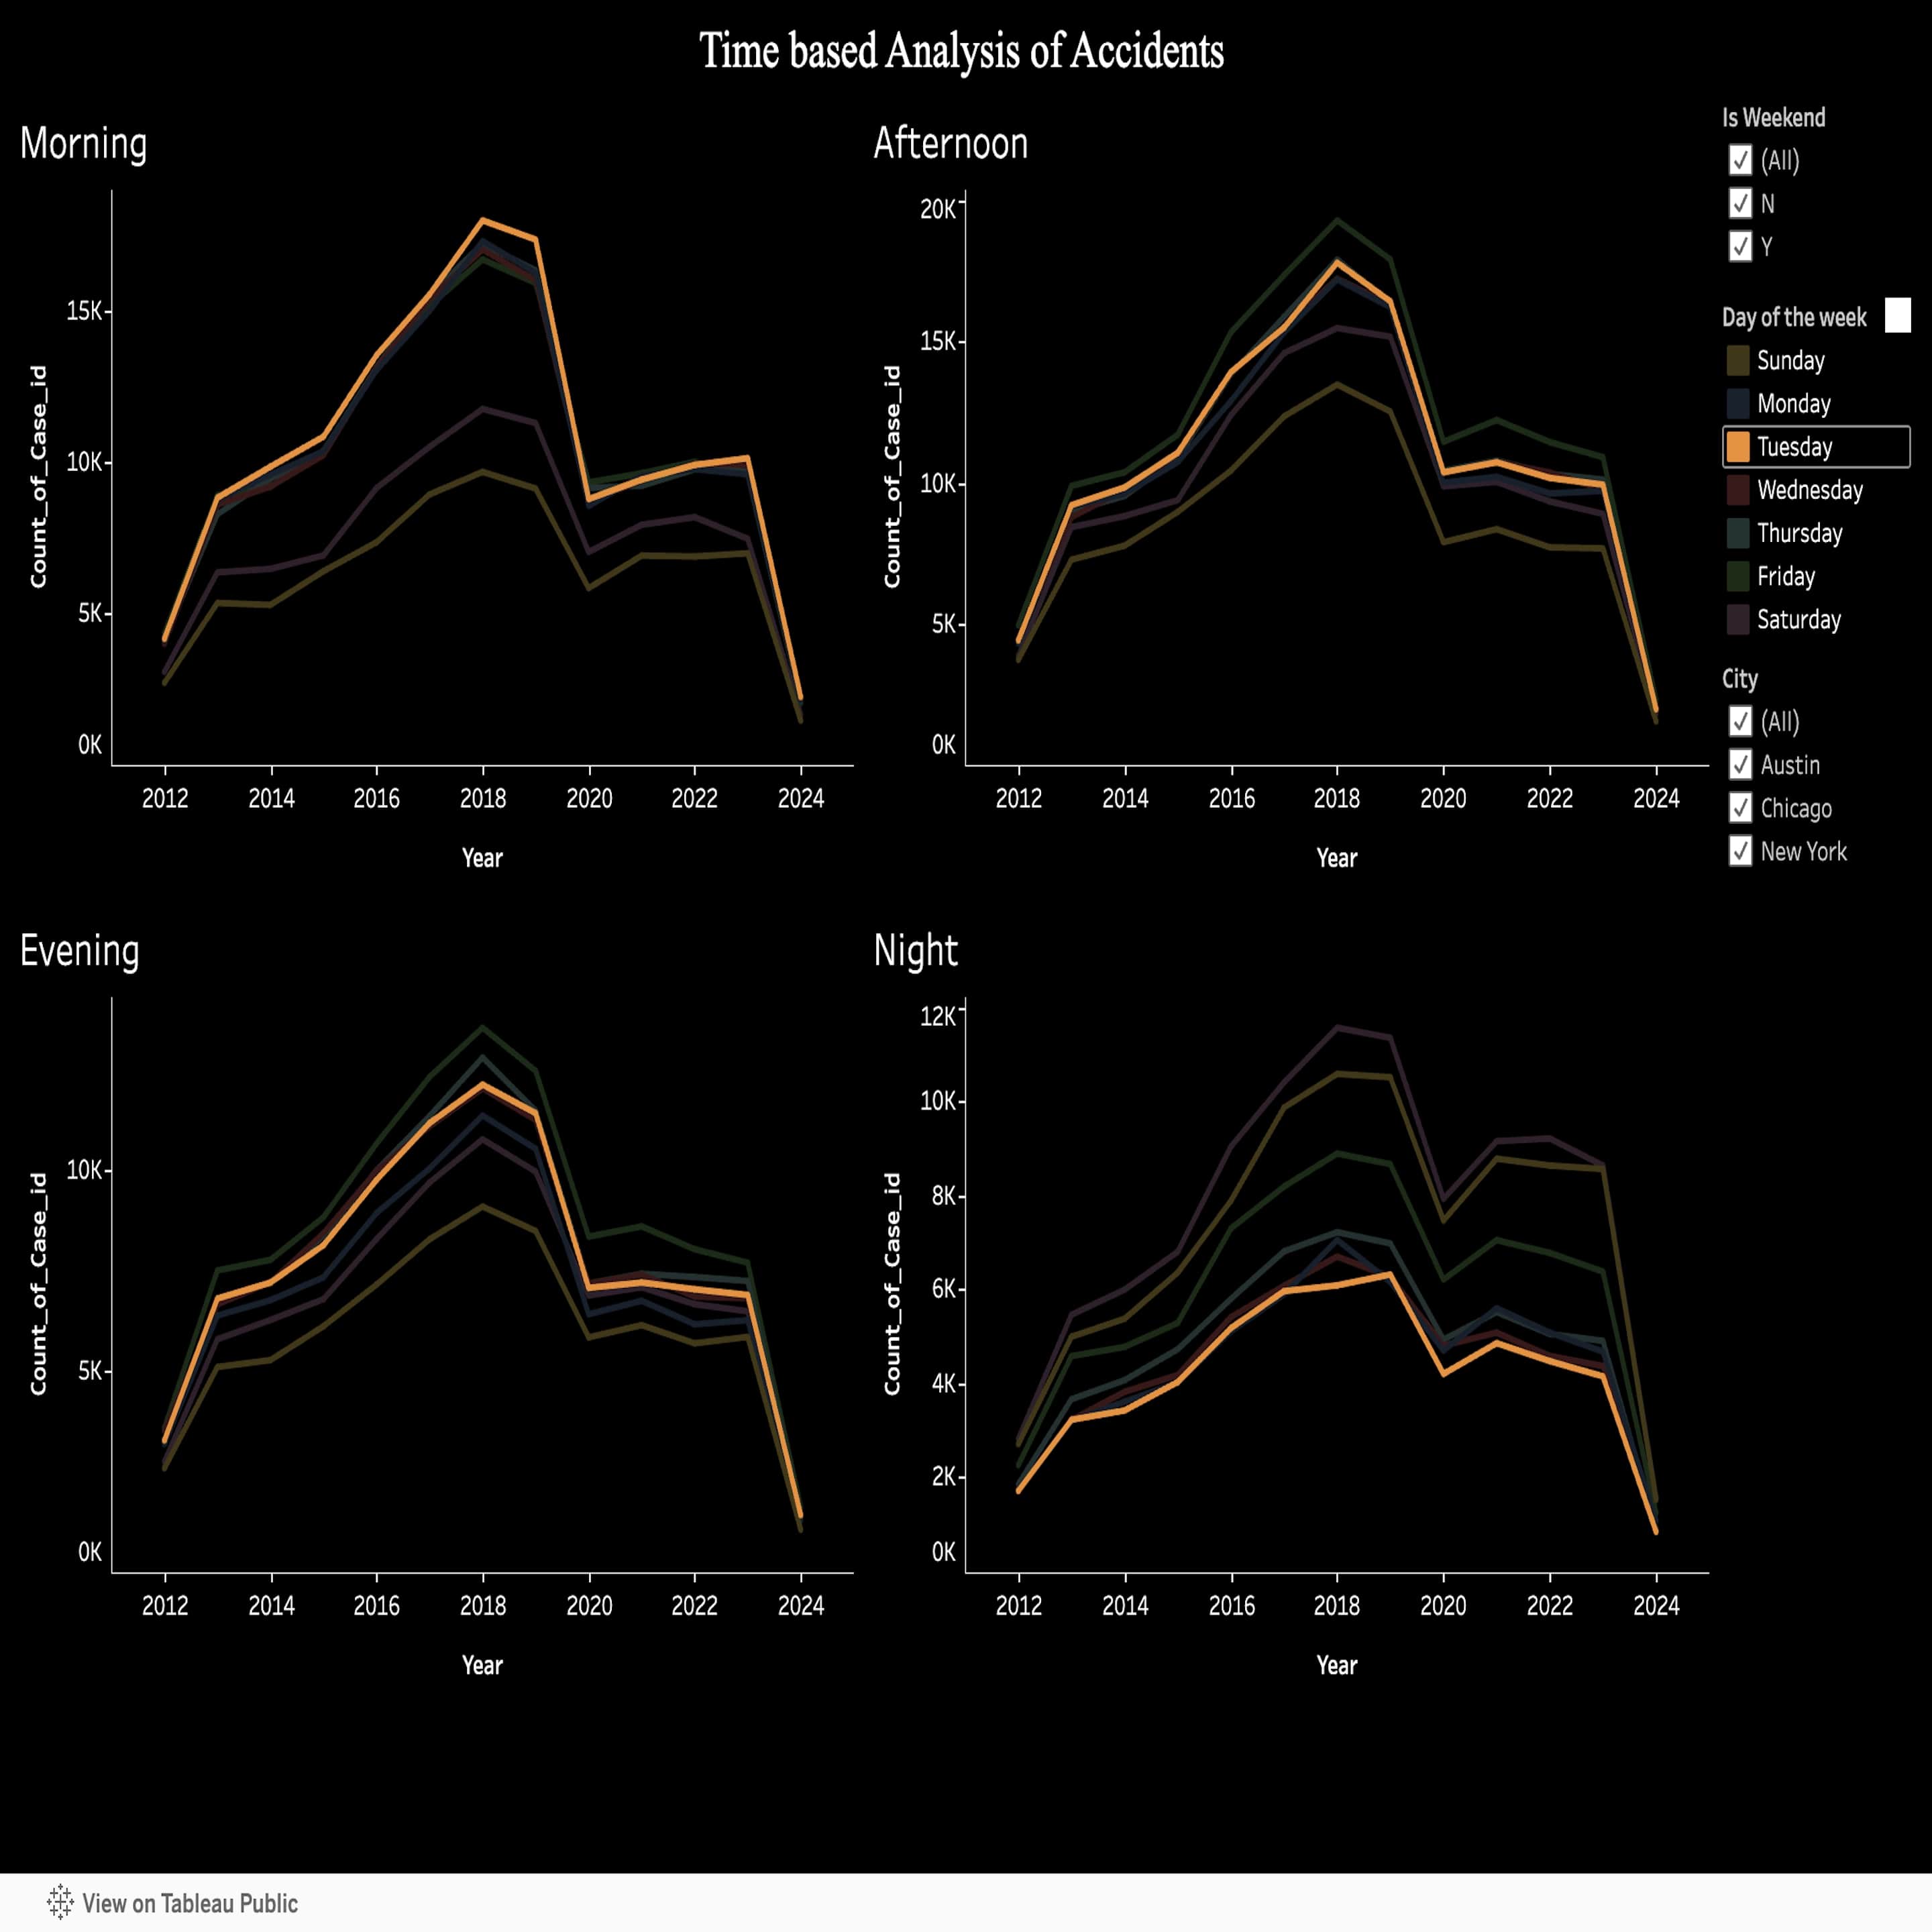 Time based Analysis of Accidents
Morning
Count_of_Case_id
15K
10K
5K
0K
2012 2014 2016 2018 2020 2022 2024
Year
Afternoon
Count_of_Case_id
20K
15K
10K
5K
0K
2012 2014 2016 2018 2020 2022 2024
Year
Is Weekend
(All)
N
Y
Day of the week
Sunday
Monday
Tuesday
Wednesday
Thursday
Friday
Saturday
City
(All)
Austin
Chicago
New York
Evening
Count_of_Case_id
10K
5K
0K
2012 2014 2016 2018 2020 2022 2024
Year
Night
Count_of_Case_id
12K
10K
8K
6K
4K
2K
0K
2012 2014 2016 2018 2020 2022 2024
Year
View on Tableau Public